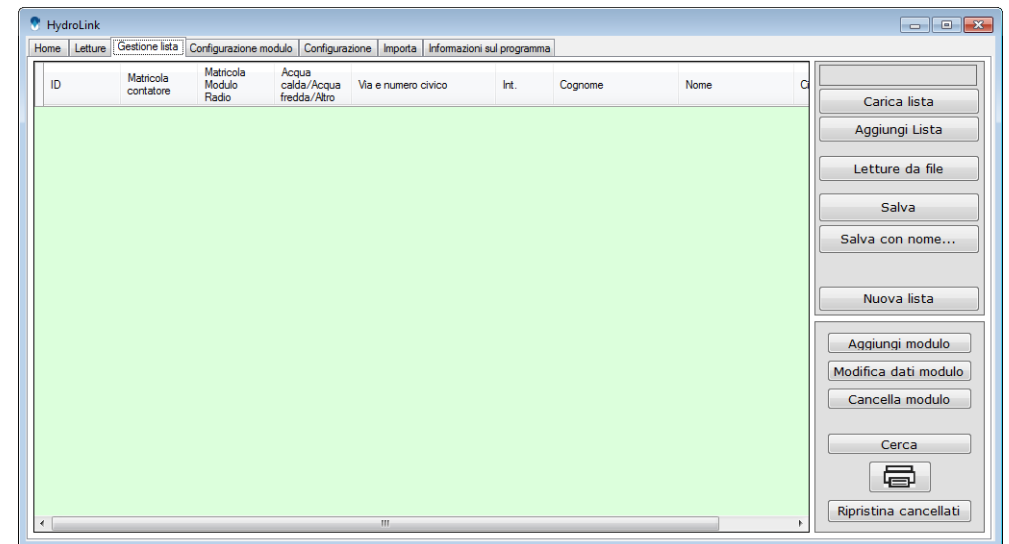 HydroLink
Home Letture Gestione lista Configurazione modulo Configurazione Importa Informazioni sul programma
ID
Matricola
contatore
Matricola
Modulo
Radio
Acqua
calda/Acqua
fredda/Altro
Via e numero civico
Int.
Cognome
Nome
Ci
Carica lista
Aggiungi Lista
Letture da file
Salva
Salva con nome...
Nuova lista
Aggiungi modulo
Modifica dati modulo
Cancella modulo
Cerca
Ripristina cancellati